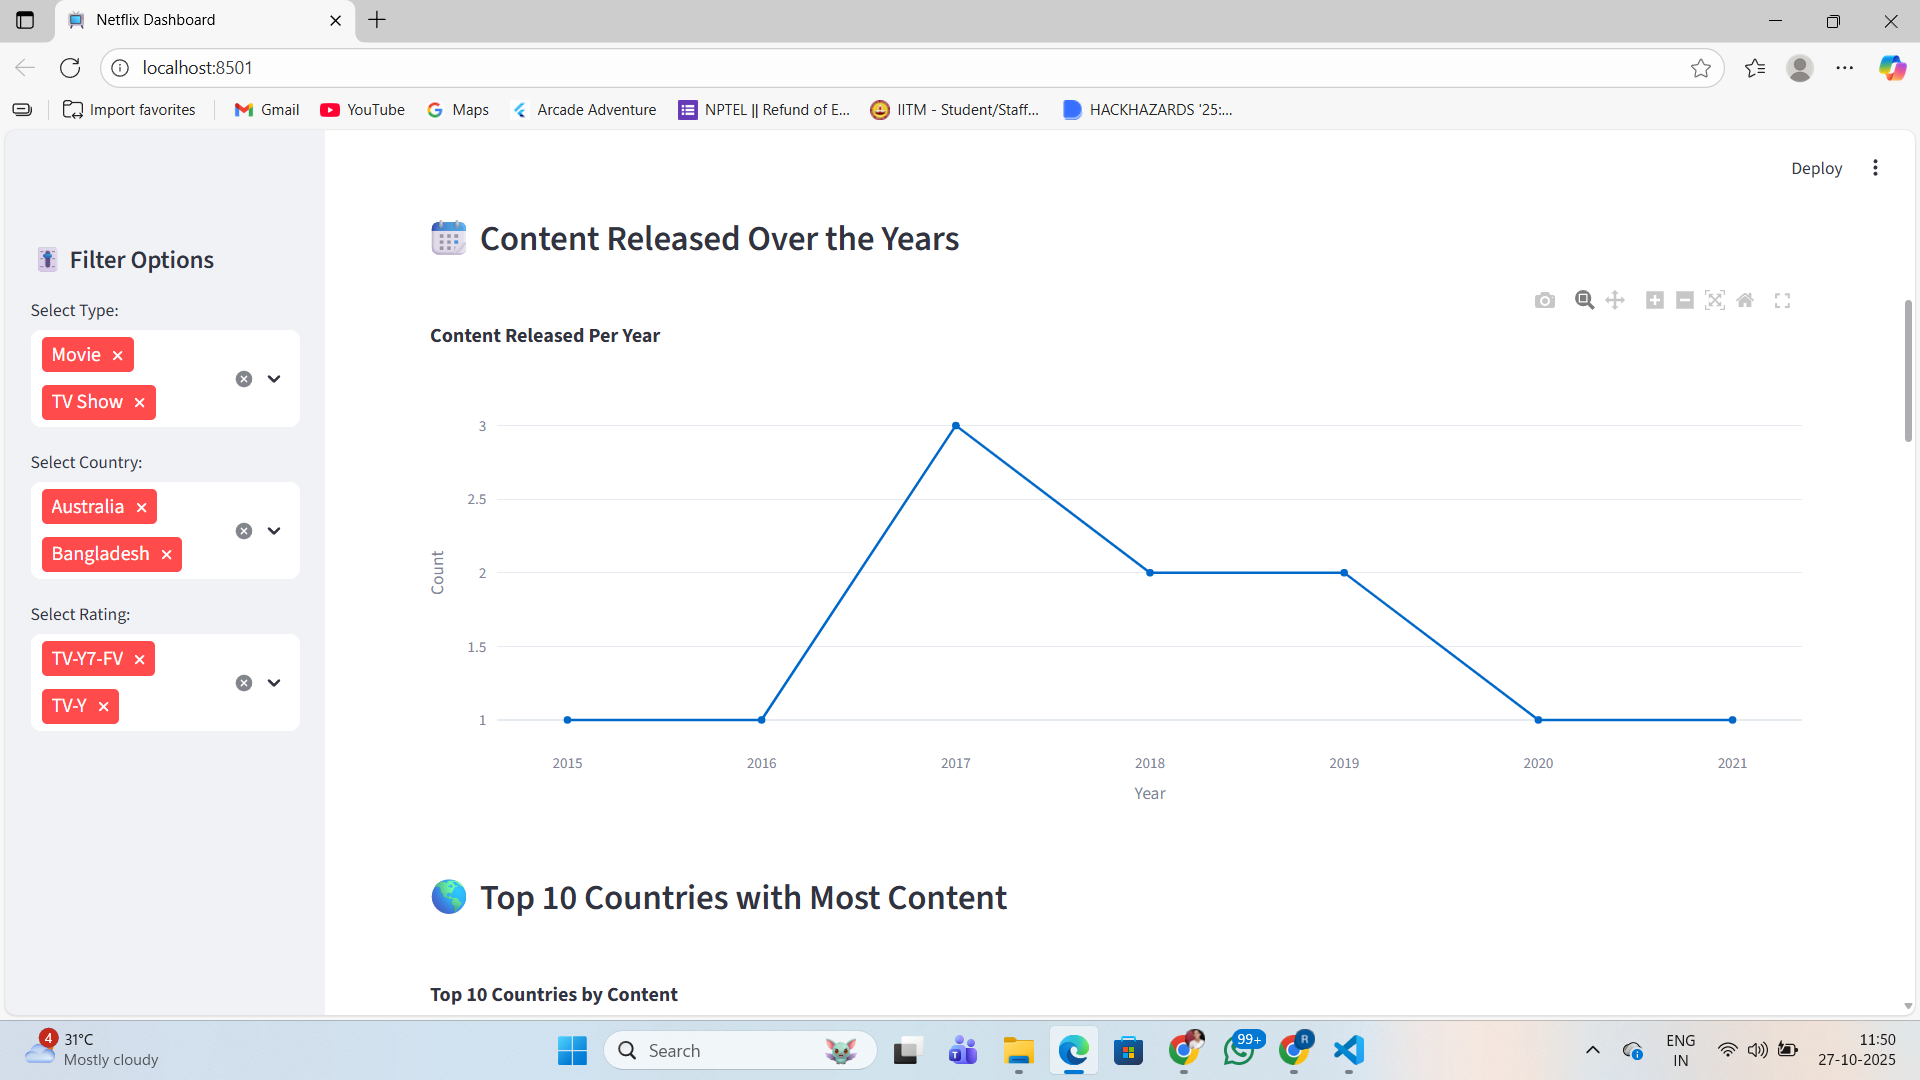 Netflix Dashboard
localhost:8501
Import favorites
Gmail
YouTube
Maps
Arcade Adventure
NPTEL || Refund of E...
IITM - Student/Staff...
HACKHAZARDS '25:...
Deploy
Filter Options
Select Type:
Movie
TV Show
Select Country:
Australia
Bangladesh
Select Rating:
TV-Y7-FV
TV-Y
Content Released Over the Years
Content Released Per Year
3
2.5
2
1.5
1
Count
2015 2016 2017 2018 2019 2020 2021
Year
Top 10 Countries with Most Content
Top 10 Countries by Content
4
31°C
Mostly cloudy
Search
T
99+
R
ENG
IN
11:50
27-10-2025